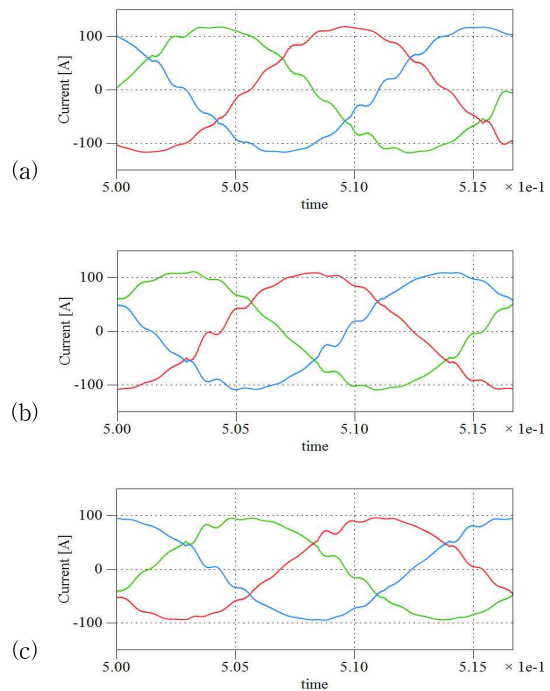 100
0
-100
Current [A]
(a)
5.00 5.05 5.10 5.15 × 1e-1
time
100
0
-100
Current [A]
(b)
5.00 5.05 5.10 5.15 × 1e-1
time
100
0
-100
Current [A]
(c)
5.00 5.05 5.10 5.15 × 1e-1
time